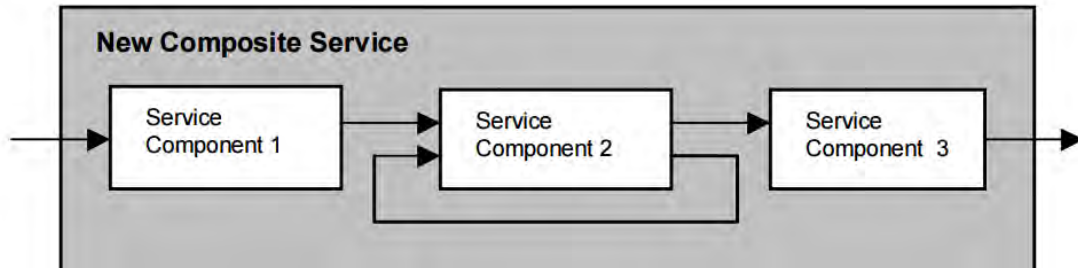 New Composite Service
Service
Component 1
Service
Component 2
Service
Component 3